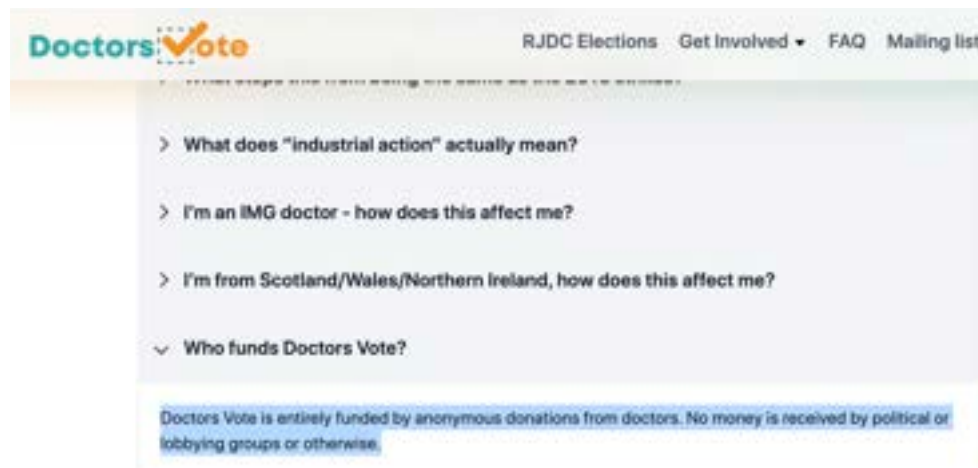 DoctorsVote RJDC Elections Get Involved FAQ Mailing list
What does "industrial action" actually mean?
I'm an IMG doctor - how does this affect me?
I'm from Scotland/Wales/Northern Ireland, how does this affect me?
Who funds Doctors Vote?
Doctors Vote is entirely funded by anonymous donations from doctors. No money is received by political or
lobbying groups or otherwise.